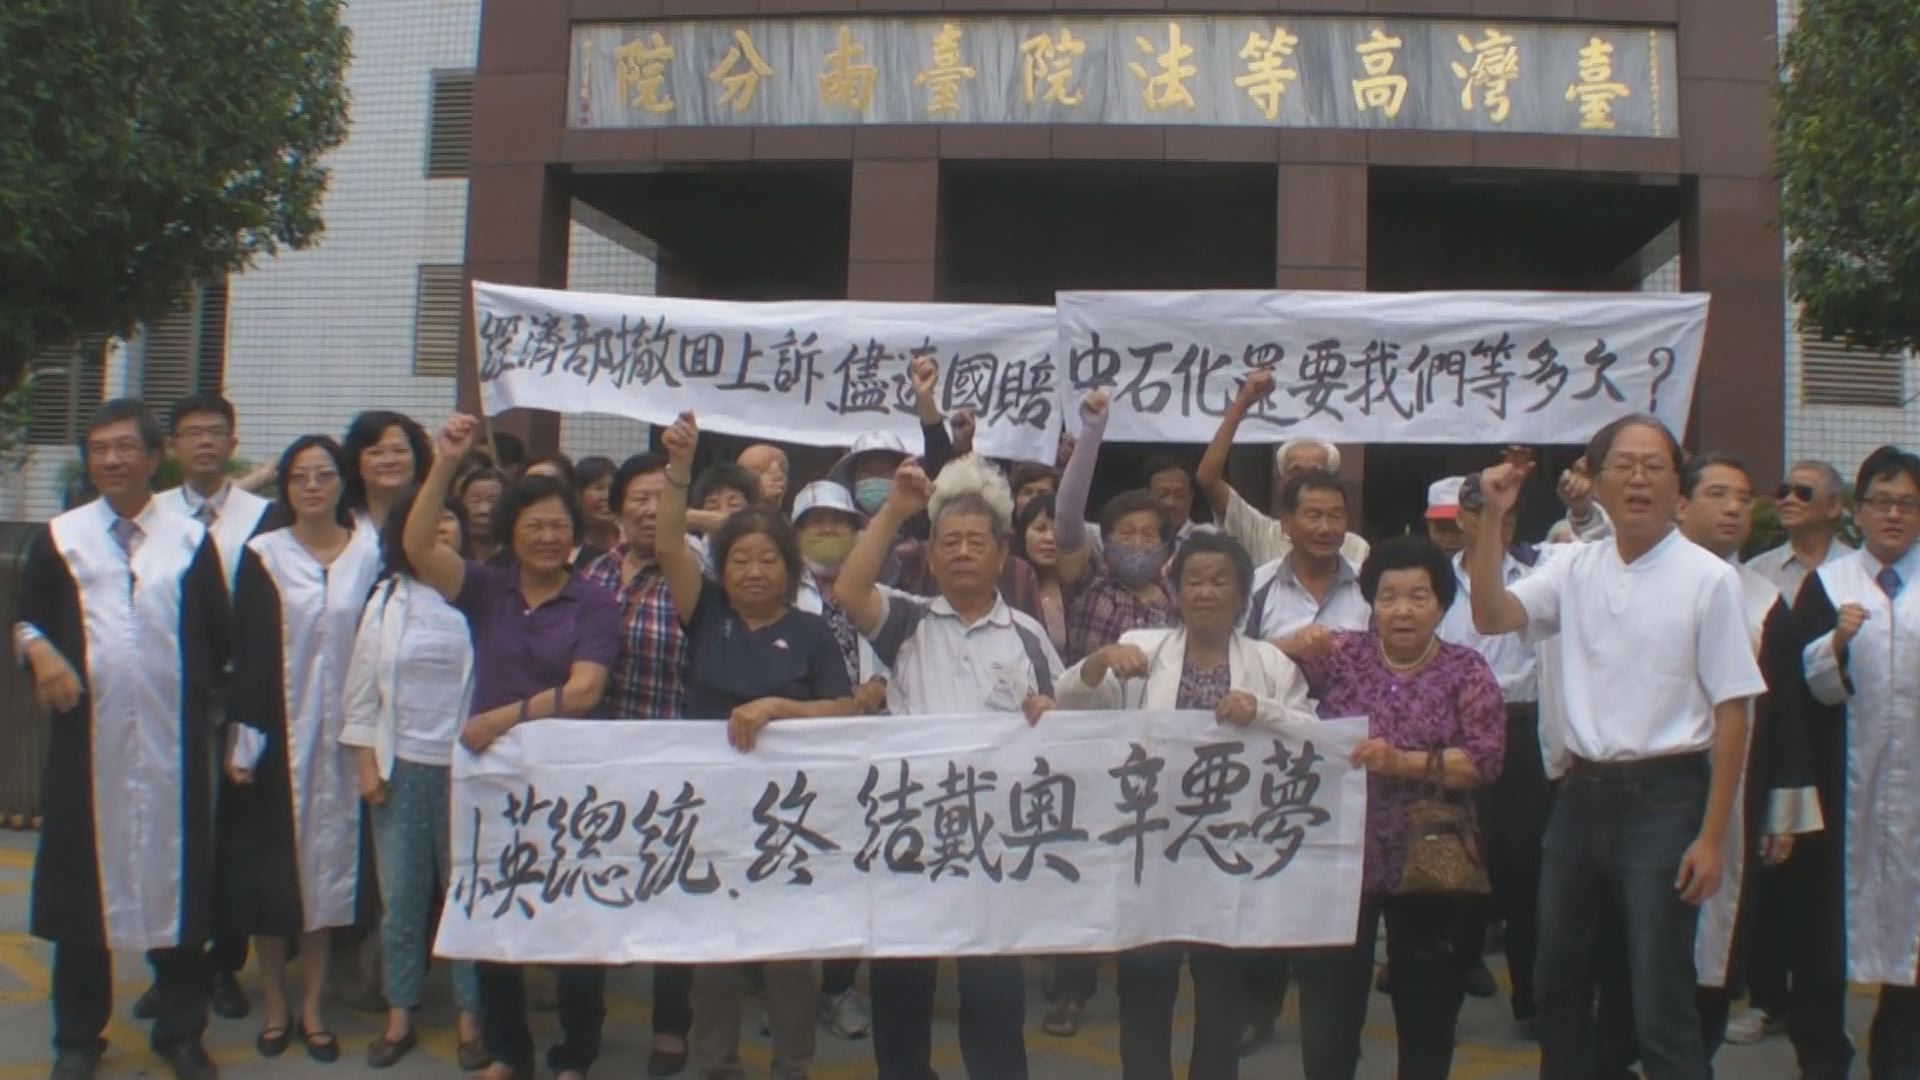 臺灣高等法院臺南分院
經濟部撤回上訴、儘速國賠
中石化還要我們等多久？
小英總統、終結戴奧辛惡夢